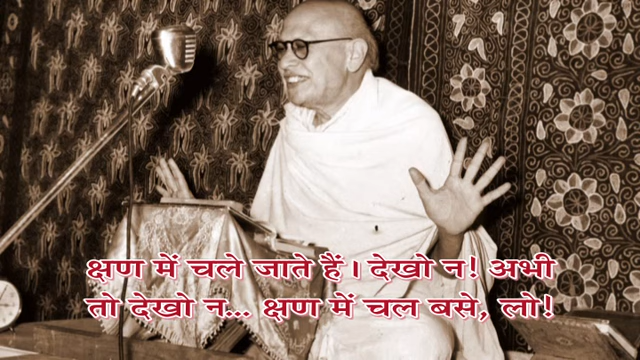 क्षण में चले जाते हैं। देखो न! अभी
तो देखो न... क्षण में चल बसे, लो!